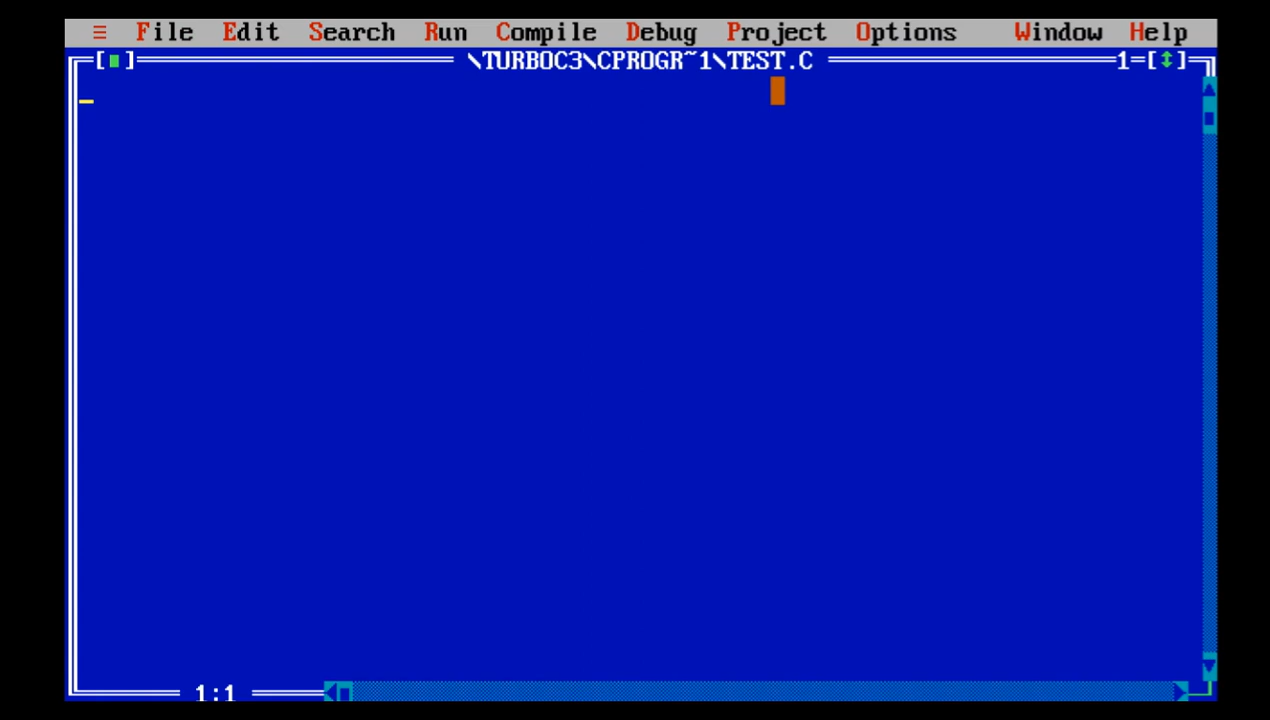 ≡ File Edit Search Run Compile Debug Project Options Window Help
[■] \TURBOC3\CPROGR~1\TEST.C 1=[↕]
1:1